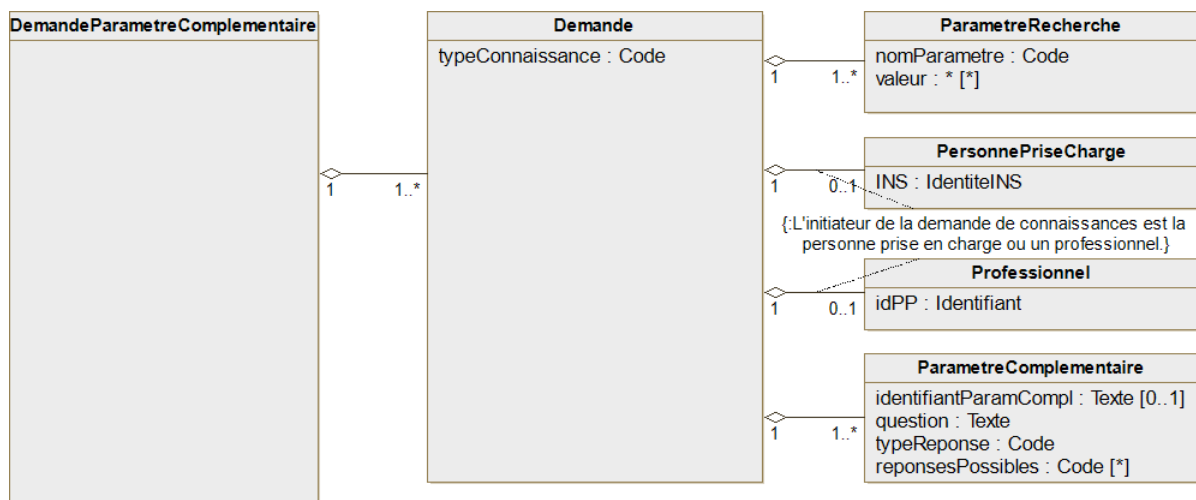 DemandeParametreComplementaire
1
1..*
Demande
typeConnaissance : Code
1
1..*
ParametreRecherche
nomParametre : Code
valeur : * [*]
1
0..1
PersonnePriseCharge
INS : IdentiteINS
{:L'initiateur de la demande de connaissances est la
personne prise en charge ou un professionnel.}
1
0..1
Professionnel
idPP : Identifiant
1
1..*
ParametreComplementaire
identifiantParamCompl : Texte [0..1]
question : Texte
typeReponse : Code
reponsesPossibles : Code [*]